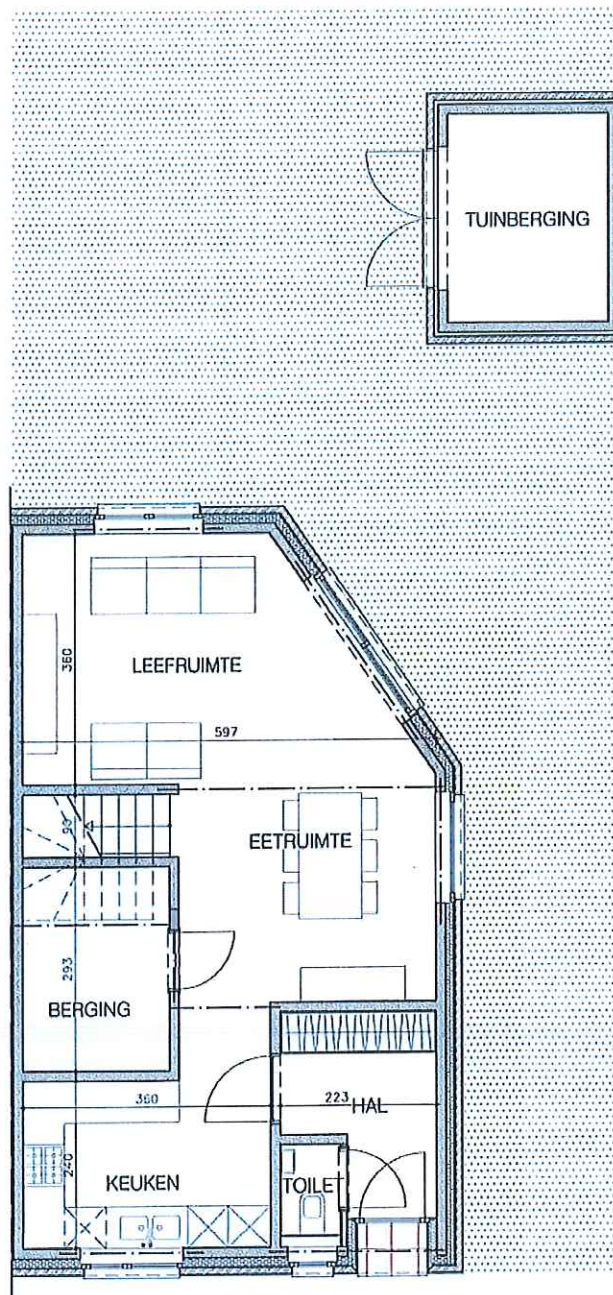 TUINBERGING
360
LEEFRUIMTE
597
90
EETRUIMTE
293
BERGING
360
223
HAL
240
KEUKEN
TOILET